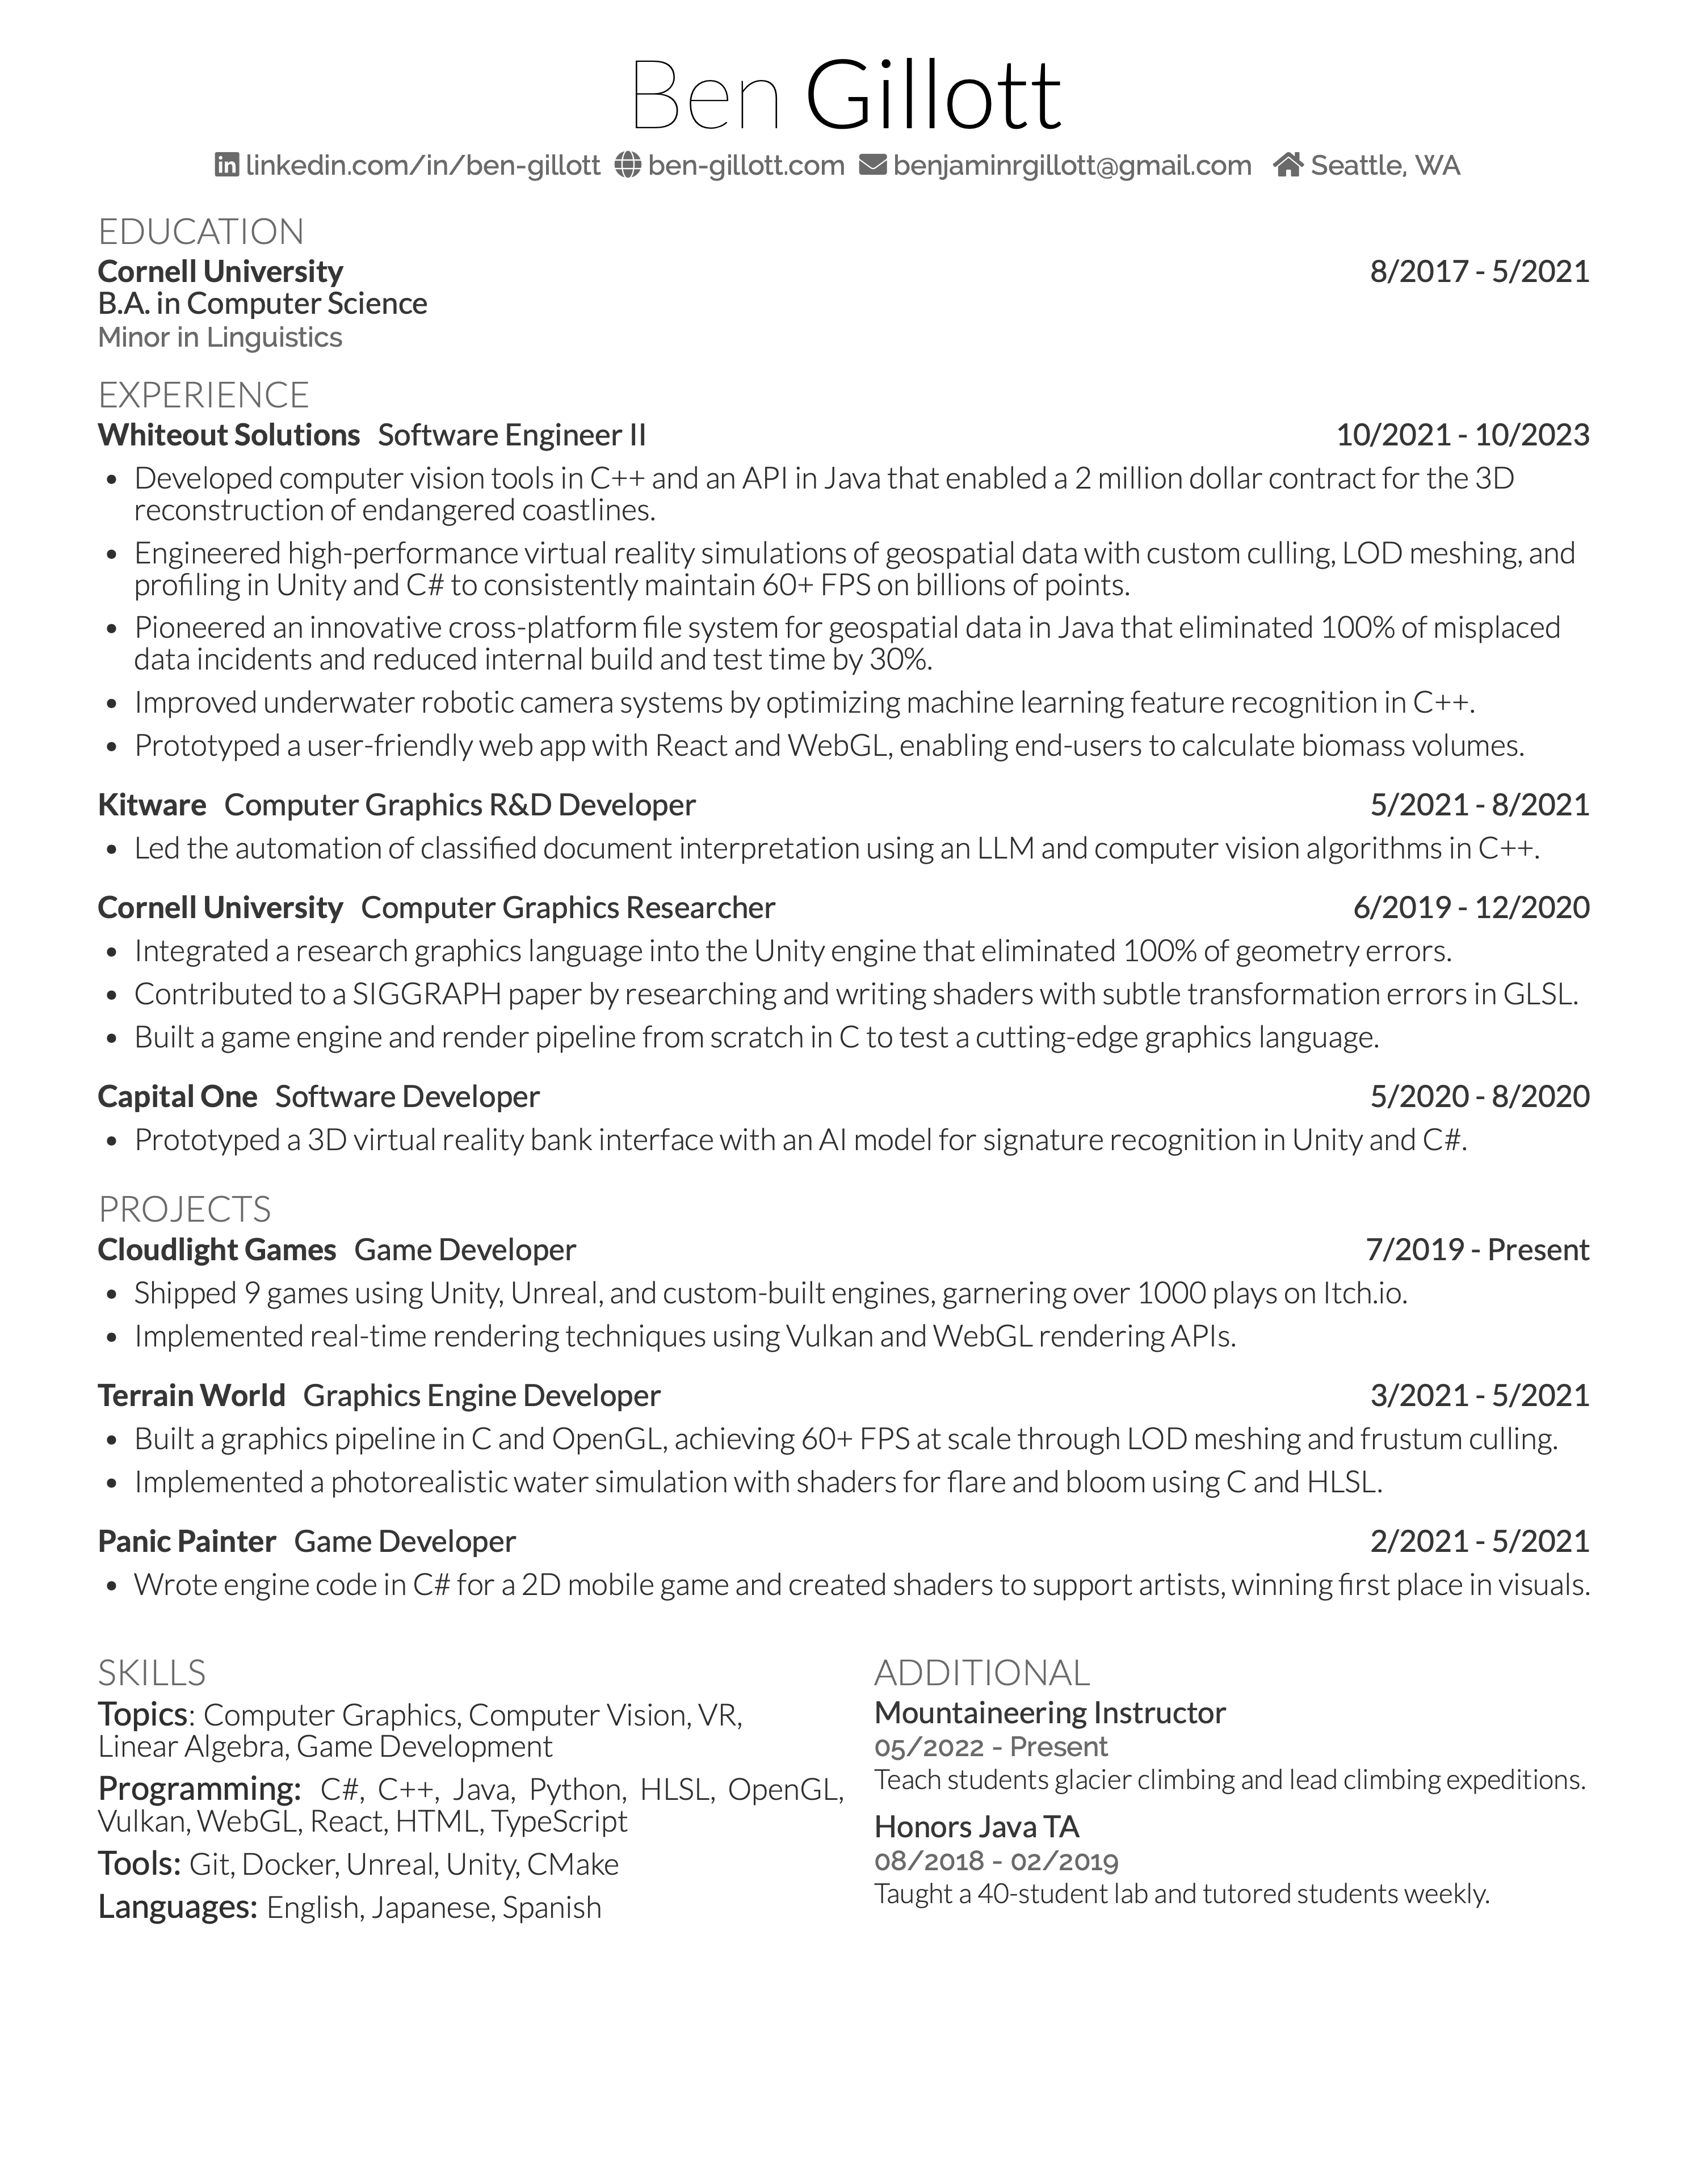 Ben Gillott
linkedin.com/in/ben-gillott ben-gillott.com benjaminrgillott@gmail.com Seattle, WA
EDUCATION
Cornell University 8/2017 - 5/2021
B.A. in Computer Science
Minor in Linguistics
EXPERIENCE
Whiteout Solutions Software Engineer II 10/2021 - 10/2023
• Developed computer vision tools in C++ and an API in Java that enabled a 2 million dollar contract for the 3D
reconstruction of endangered coastlines.
• Engineered high-performance virtual reality simulations of geospatial data with custom culling, LOD meshing, and
profiling in Unity and C# to consistently maintain 60+ FPS on billions of points.
• Pioneered an innovative cross-platform file system for geospatial data in Java that eliminated 100% of misplaced
data incidents and reduced internal build and test time by 30%.
• Improved underwater robotic camera systems by optimizing machine learning feature recognition in C++.
• Prototyped a user-friendly web app with React and WebGL, enabling end-users to calculate biomass volumes.
Kitware Computer Graphics R&D Developer 5/2021 - 8/2021
• Led the automation of classified document interpretation using an LLM and computer vision algorithms in C++.
Cornell University Computer Graphics Researcher 6/2019 - 12/2020
• Integrated a research graphics language into the Unity engine that eliminated 100% of geometry errors.
• Contributed to a SIGGRAPH paper by researching and writing shaders with subtle transformation errors in GLSL.
• Built a game engine and render pipeline from scratch in C to test a cutting-edge graphics language.
Capital One Software Developer 5/2020 - 8/2020
• Prototyped a 3D virtual reality bank interface with an AI model for signature recognition in Unity and C#.
PROJECTS
Cloudlight Games Game Developer 7/2019 - Present
• Shipped 9 games using Unity, Unreal, and custom-built engines, garnering over 1000 plays on Itch.io.
• Implemented real-time rendering techniques using Vulkan and WebGL rendering APIs.
Terrain World Graphics Engine Developer 3/2021 - 5/2021
• Built a graphics pipeline in C and OpenGL, achieving 60+ FPS at scale through LOD meshing and frustum culling.
• Implemented a photorealistic water simulation with shaders for flare and bloom using C and HLSL.
Panic Painter Game Developer 2/2021 - 5/2021
• Wrote engine code in C# for a 2D mobile game and created shaders to support artists, winning first place in visuals.
SKILLS
Topics: Computer Graphics, Computer Vision, VR,
Linear Algebra, Game Development
Programming: C#, C++, Java, Python, HLSL, OpenGL,
Vulkan, WebGL, React, HTML, TypeScript
Tools: Git, Docker, Unreal, Unity, CMake
Languages: English, Japanese, Spanish
ADDITIONAL
Mountaineering Instructor
05/2022 - Present
Teach students glacier climbing and lead climbing expeditions.
Honors Java TA
08/2018 - 02/2019
Taught a 40-student lab and tutored students weekly.